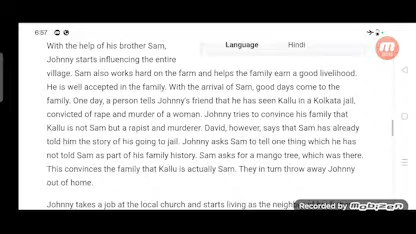 6:57
Language Hindi
With the help of his brother Sam,
Johnny starts influencing the entire
village. Sam also works hard on the farm and helps the family earn a good livelihood.
He is well accepted in the family. With the arrival of Sam, good days come to the
family. One day, a person tells Johnny's friend that he has seen Kallu in a Kolkata jail,
convicted of rape and murder of a woman. Johnny tries to convince his family that
Kallu is not Sam but a rapist and murderer. David, however, says that Sam has already
told him the story of his going to jail. Johnny asks Sam to tell one thing which he has
not told Sam as part of his family history. Sam asks for a mango tree, which was there.
This convinces the family that Kallu is actually Sam. They in turn throw away Johnny
out of home.
Johnny takes a job at the local church and starts living as the
Recorded by Mobizen